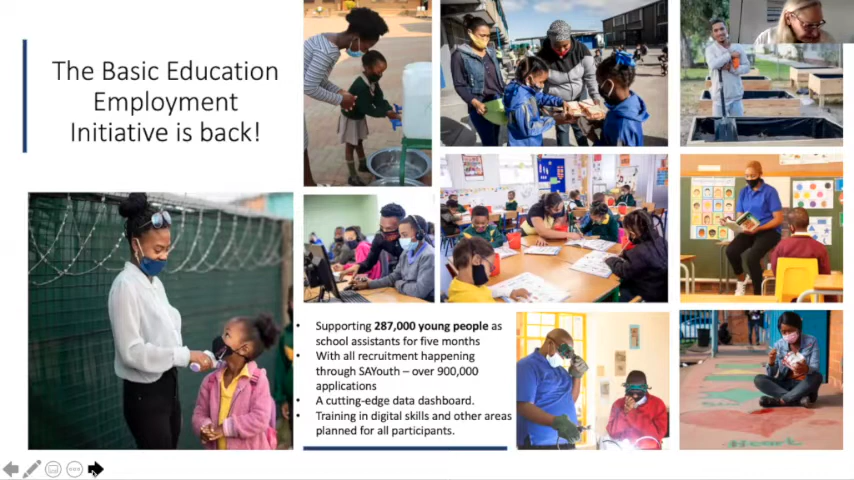 The Basic Education
Employment
Initiative is back!
• Supporting 287,000 young people as
school assistants for five months
• With all recruitment happening
through SAYouth – over 900,000
applications
• A cutting-edge data dashboard.
• Training in digital skills and other areas
planned for all participants.